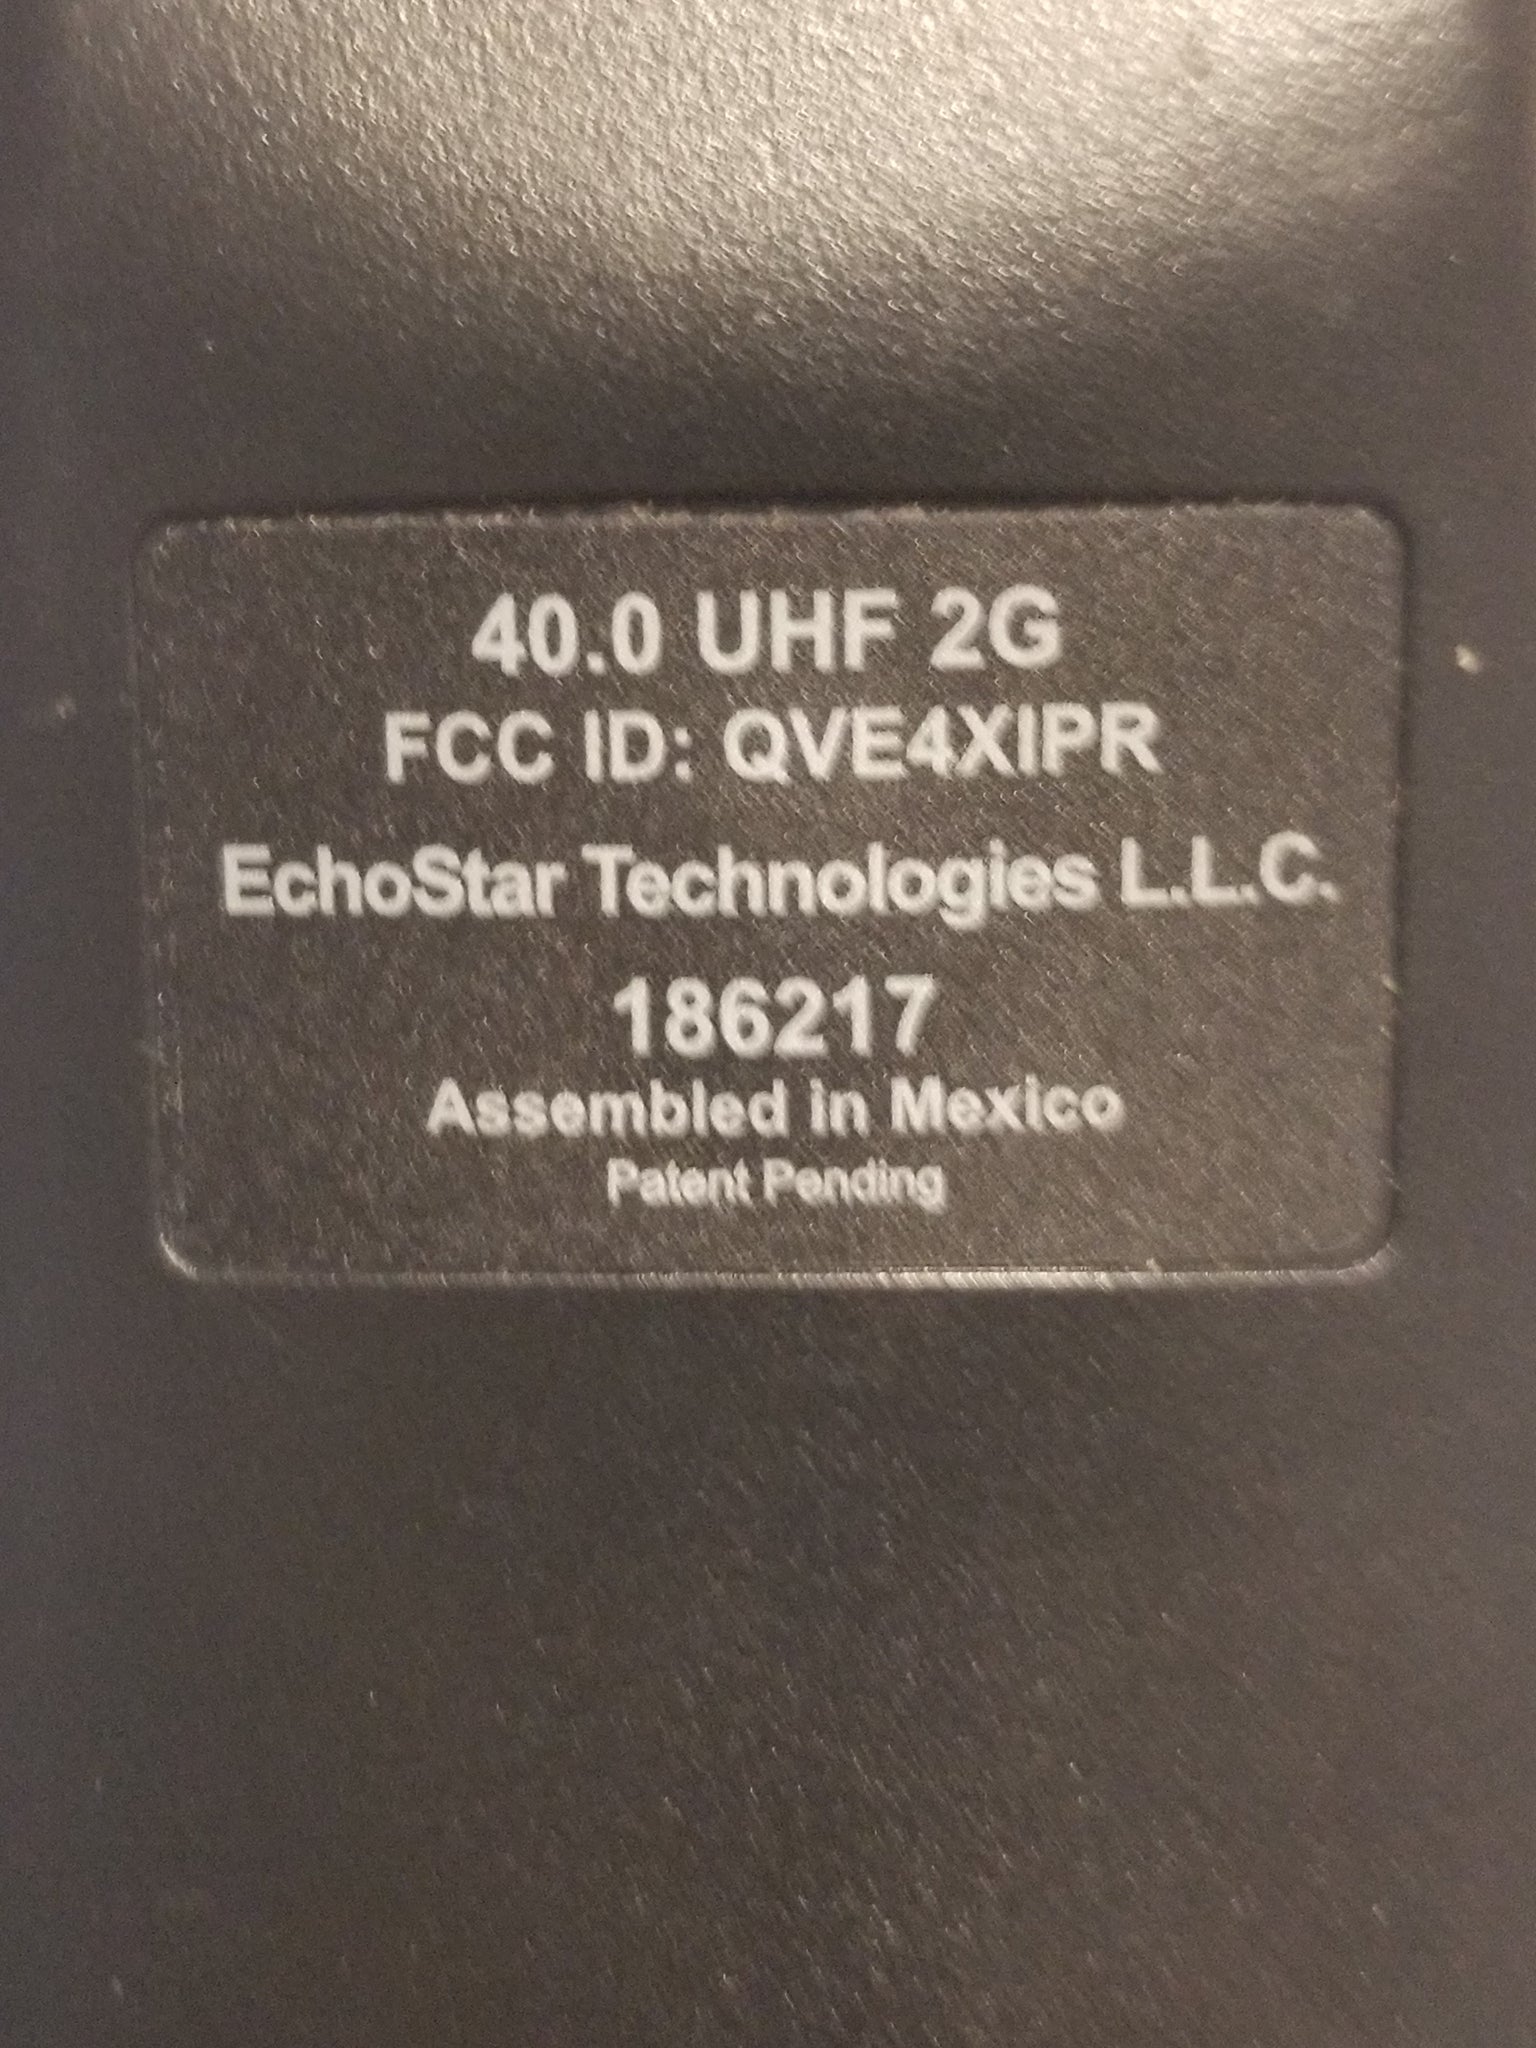 40.0 UHF 2G
FCC ID: QVE4XIPR
EchoStar Technologies L.L.C.
186217
Assembled in Mexico
Patent Pending